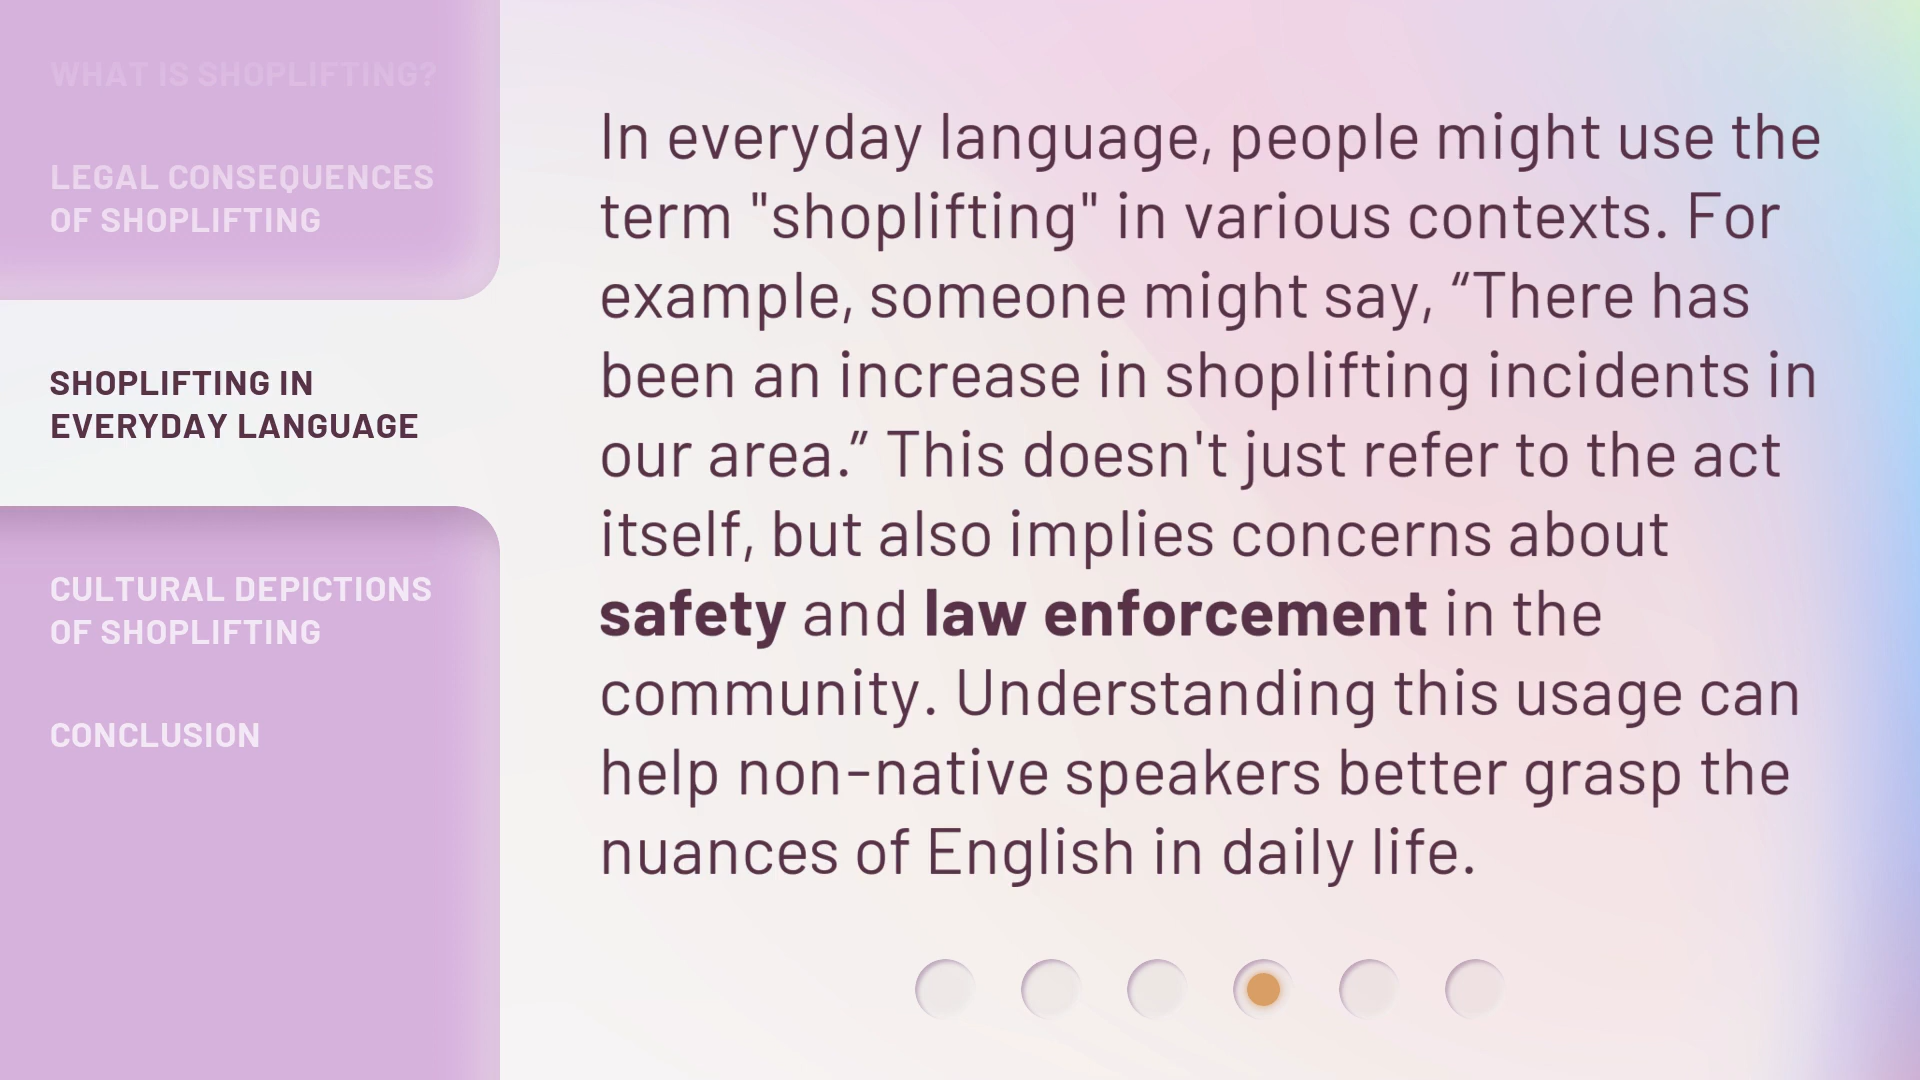 WHAT IS SHOPLIFTING?
LEGAL CONSEQUENCES
OF SHOPLIFTING
SHOPLIFTING IN
EVERYDAY LANGUAGE
CULTURAL DEPICTIONS
OF SHOPLIFTING
CONCLUSION
In everyday language, people might use the
term "shoplifting" in various contexts. For
example, someone might say, “There has
been an increase in shoplifting incidents in
our area.” This doesn't just refer to the act
itself, but also implies concerns about
safety and law enforcement in the
community. Understanding this usage can
help non-native speakers better grasp the
nuances of English in daily life.